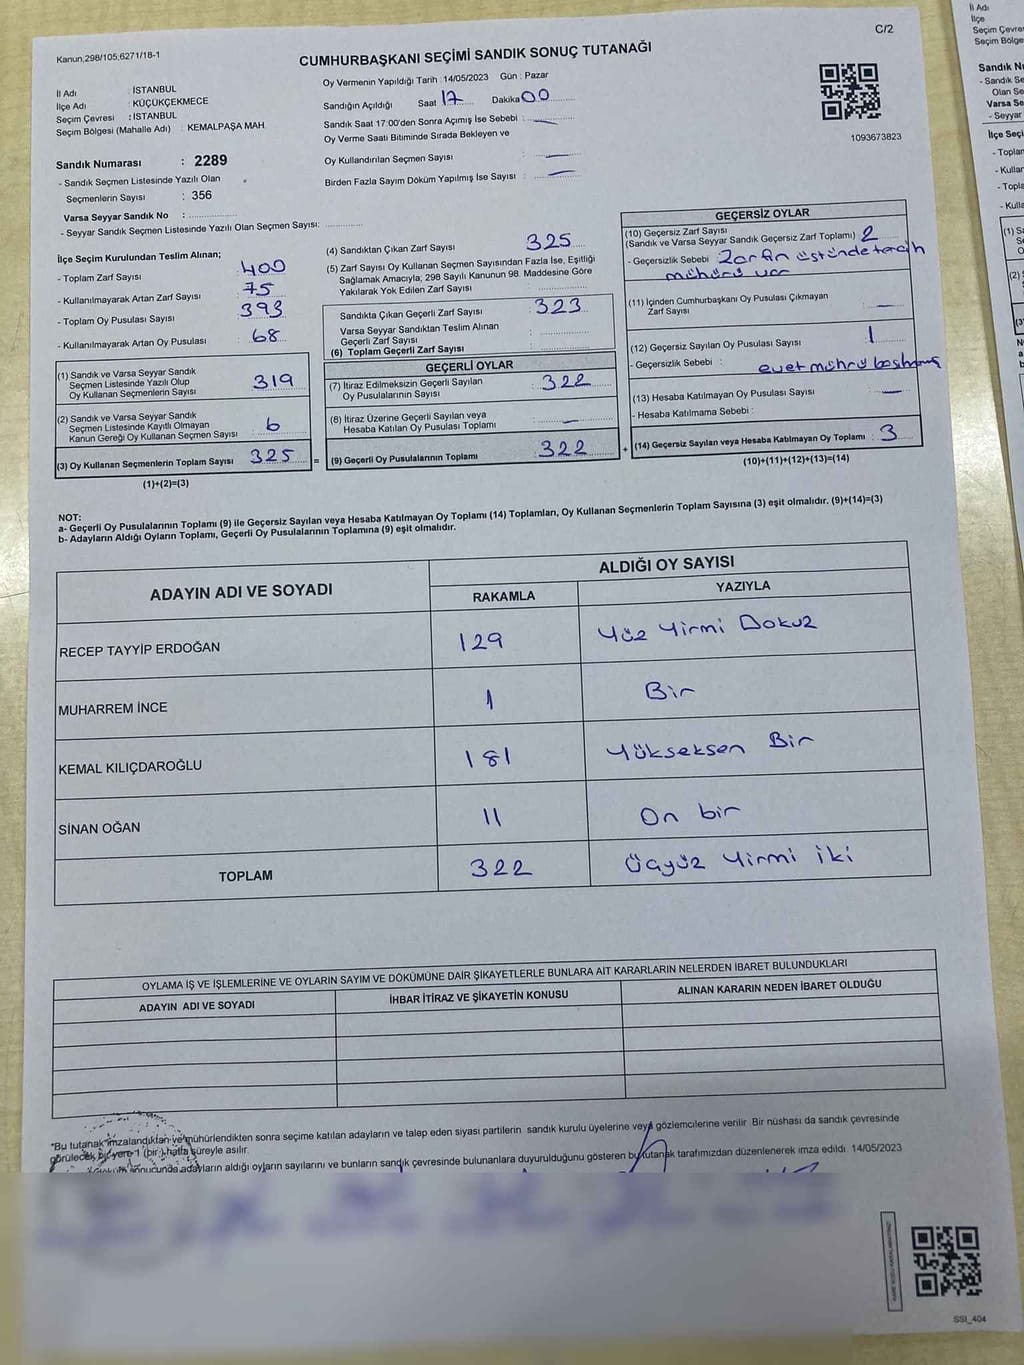 Kanun,298/105;6271/18-1
C/2
CUMHURBAŞKANI SEÇİMİ SANDIK SONUÇ TUTANAĞI
İl Adı : İSTANBUL
İlçe Adı : KÜÇÜKÇEKMECE
Seçim Çevresi : İSTANBUL
Seçim Bölgesi (Mahalle Adı) : KEMALPAŞA MAH.
Sandık Numarası : 2289
- Sandık Seçmen Listesinde Yazılı Olan
Seçmenlerin Sayısı : 356
Varsa Seyyar Sandık No :
- Seyyar Sandık Seçmen Listesinde Yazılı Olan Seçmen Sayısı:
Oy Vermenin Yapıldığı Tarih : 14/05/2023 Gün : Pazar
Sandığın Açıldığı Saat 17 Dakika 00
Sandık Saat 17:00'den Sonra Açımış İse Sebebi : —
Oy Verme Saati Bitiminde Sırada Bekleyen ve
Oy Kullandırılan Seçmen Sayısı : —
Birden Fazla Sayım Döküm Yapılmış İse Sayısı : —
1093673823
İlçe Seçim Kurulundan Teslim Alınan;
- Toplam Zarf Sayısı : 400
- Kullanılmayarak Artan Zarf Sayısı : 75
- Toplam Oy Pusulası Sayısı : 393
- Kullanılmayarak Artan Oy Pusulası : 68
(1) Sandık ve Varsa Seyyar Sandık
Seçmen Listesinde Yazılı Olup
Oy Kullanan Seçmenlerin Sayısı : 319
(2) Sandık ve Varsa Seyyar Sandık
Seçmen Listesinde Kayıtlı Olmayan
Kanun Gereği Oy Kullanan Seçmen Sayısı : 6
(3) Oy Kullanan Seçmenlerin Toplam Sayısı : 325 =
(1)+(2)=(3)
(4) Sandıktan Çıkan Zarf Sayısı : 325
(5) Zarf Sayısı Oy Kullanan Seçmen Sayısından Fazla İse, Eşitliği
Sağlamak Amacıyla; 298 Sayılı Kanunun 98. Maddesine Göre
Yakılarak Yok Edilen Zarf Sayısı :
Sandıkta Çıkan Geçerli Zarf Sayısı : 323
Varsa Seyyar Sandıktan Teslim Alınan
Geçerli Zarf Sayısı :
(6) Toplam Geçerli Zarf Sayısı :
GEÇERLİ OYLAR
(7) İtiraz Edilmeksizin Geçerli Sayılan
Oy Pusulalarının Sayısı : 322
(8) İtiraz Üzerine Geçerli Sayılan veya
Hesaba Katılan Oy Pusulası Toplamı : —
(9) Geçerli Oy Pusulalarının Toplamı : 322 +
GEÇERSİZ OYLAR
(10) Geçersiz Zarf Sayısı
(Sandık ve Varsa Seyyar Sandık Geçersiz Zarf Toplamı) : 2
- Geçersizlik Sebebi : Zarfın üstünde tercih
mühürü var
(11) İçinden Cumhurbaşkanı Oy Pusulası Çıkmayan
Zarf Sayısı : —
(12) Geçersiz Sayılan Oy Pusulası Sayısı : 1
- Geçersizlik Sebebi : evet mührü basılmamış
(13) Hesaba Katılmayan Oy Pusulası Sayısı : —
- Hesaba Katılmama Sebebi :
(14) Geçersiz Sayılan veya Hesaba Katılmayan Oy Toplamı : 3
(10)+(11)+(12)+(13)=(14)
NOT:
a- Geçerli Oy Pusulalarının Toplamı (9) ile Geçersiz Sayılan veya Hesaba Katılmayan Oy Toplamı (14) Toplamları, Oy Kullanan Seçmenlerin Toplam Sayısına (3) eşit olmalıdır. (9)+(14)=(3)
b- Adayların Aldığı Oyların Toplamı, Geçerli Oy Pusulalarının Toplamına (9) eşit olmalıdır.
ADAYIN ADI VE SOYADI
ALDIĞI OY SAYISI
RAKAMLA YAZIYLA
RECEP TAYYİP ERDOĞAN 129 Yüz Yirmi Dokuz
MUHARREM İNCE 1 Bir
KEMAL KILIÇDAROĞLU 181 Yükseksen Bir
SİNAN OĞAN 11 On bir
TOPLAM 322 Üçyüz Yirmi iki
OYLAMA İŞ VE İŞLEMLERİNE VE OYLARIN SAYIM VE DÖKÜMÜNE DAİR ŞİKAYETLERLE BUNLARA AİT KARARLARIN NELERDEN İBARET BULUNDUKLARI
ADAYIN ADI VE SOYADI İHBAR İTİRAZ VE ŞİKAYETİN KONUSU ALINAN KARARIN NEDEN İBARET OLDUĞU
"Bu tutanak imzalandıktan ve mühürlendikten sonra seçime katılan adayların ve talep eden siyasi partilerin sandık kurulu üyelerine veya gözlemcilerine verilir. Bir nüshası da sandık çevresinde
görülecek bir yere 1 (bir) hafta süreyle asılır.
sonucunda adayların aldığı oyların sayılarını ve bunların sandık çevresinde bulunanlara duyurulduğunu gösteren bu tutanak tarafımızdan düzenlenerek imza edildi. 14/05/2023
SSI_404
İl Adı
İlçe
Seçim Çevre
Seçim Bölge
Sandık Nu
- Sandık Se
Olan Se
Varsa Se
- Seyyar
İlçe Seçi
- Toplar
- Kullar
- Topla
- Kulla